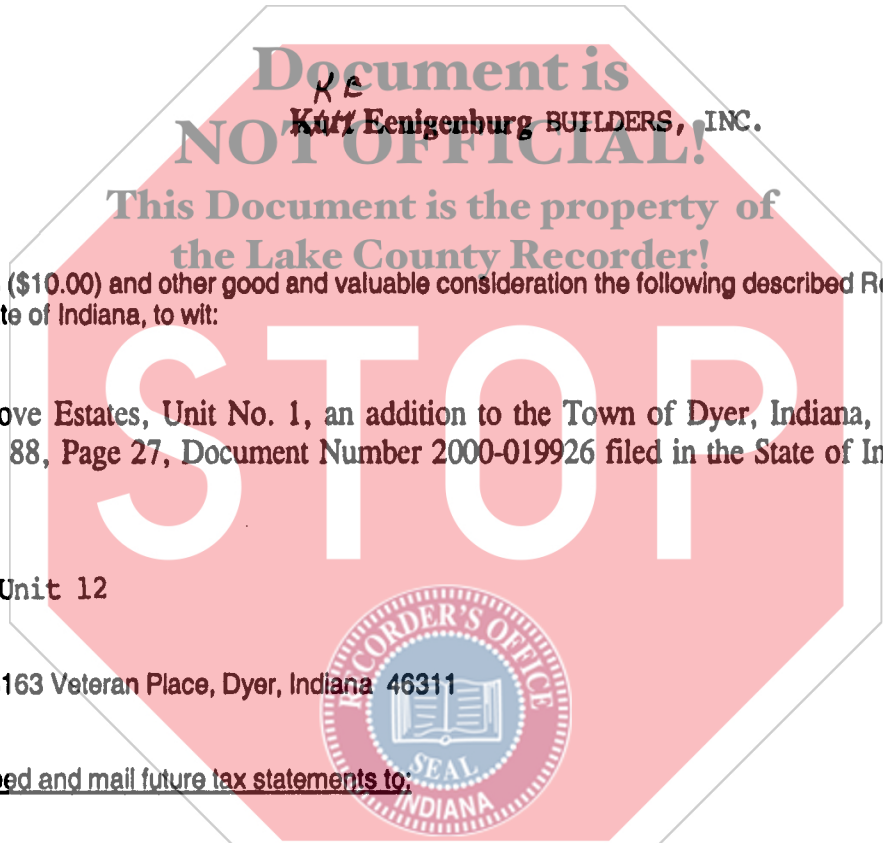 Document is
K E
Kurt Eenigenburg BUILDERS, INC.
NOT OFFICIAL!
This Document is the property of
the Lake County Recorder!
($10.00) and other good and valuable consideration the following described Re
te of Indiana, to wit:
ove Estates, Unit No. 1, an addition to the Town of Dyer, Indiana,
88, Page 27, Document Number 2000-019926 filed in the State of In
STOP
Unit 12
163 Veteran Place, Dyer, Indiana 46311
RECORDER'S OFFICE
SEAL
INDIANA
ed and mail future tax statements to: